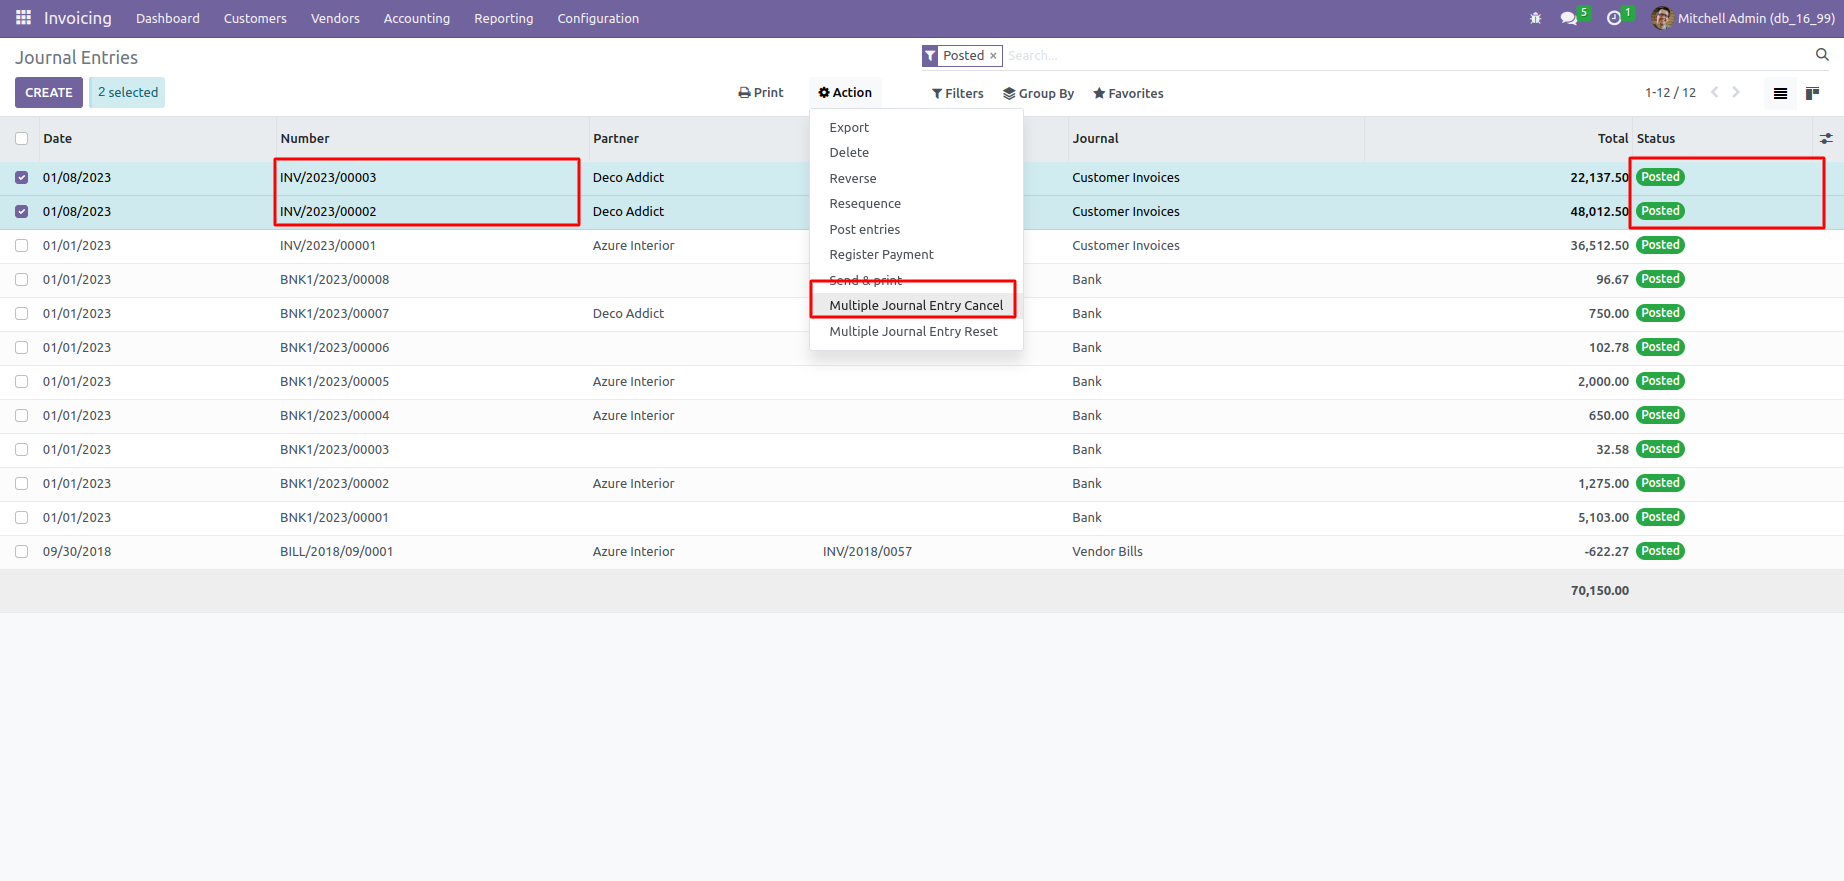 Invoicing Dashboard Customers Vendors Accounting Reporting Configuration 5 1 Mitchell Admin (db_16_99)
Journal Entries Posted × Search...
CREATE 2 selected Print Action Filters Group By Favorites 1-12 / 12
Date Number Partner Journal Total Status
01/08/2023 INV/2023/00003 Deco Addict Customer Invoices 22,137.50 Posted
01/08/2023 INV/2023/00002 Deco Addict Customer Invoices 48,012.50 Posted
01/01/2023 INV/2023/00001 Azure Interior Customer Invoices 36,512.50 Posted
01/01/2023 BNK1/2023/00008 Bank 96.67 Posted
01/01/2023 BNK1/2023/00007 Deco Addict Bank 750.00 Posted
01/01/2023 BNK1/2023/00006 Bank 102.78 Posted
01/01/2023 BNK1/2023/00005 Azure Interior Bank 2,000.00 Posted
01/01/2023 BNK1/2023/00004 Azure Interior Bank 650.00 Posted
01/01/2023 BNK1/2023/00003 Bank 32.58 Posted
01/01/2023 BNK1/2023/00002 Azure Interior Bank 1,275.00 Posted
01/01/2023 BNK1/2023/00001 Bank 5,103.00 Posted
09/30/2018 BILL/2018/09/0001 Azure Interior INV/2018/0057 Vendor Bills -622.27 Posted
70,150.00
Export
Delete
Reverse
Resequence
Post entries
Register Payment
Send & print
Multiple Journal Entry Cancel
Multiple Journal Entry Reset